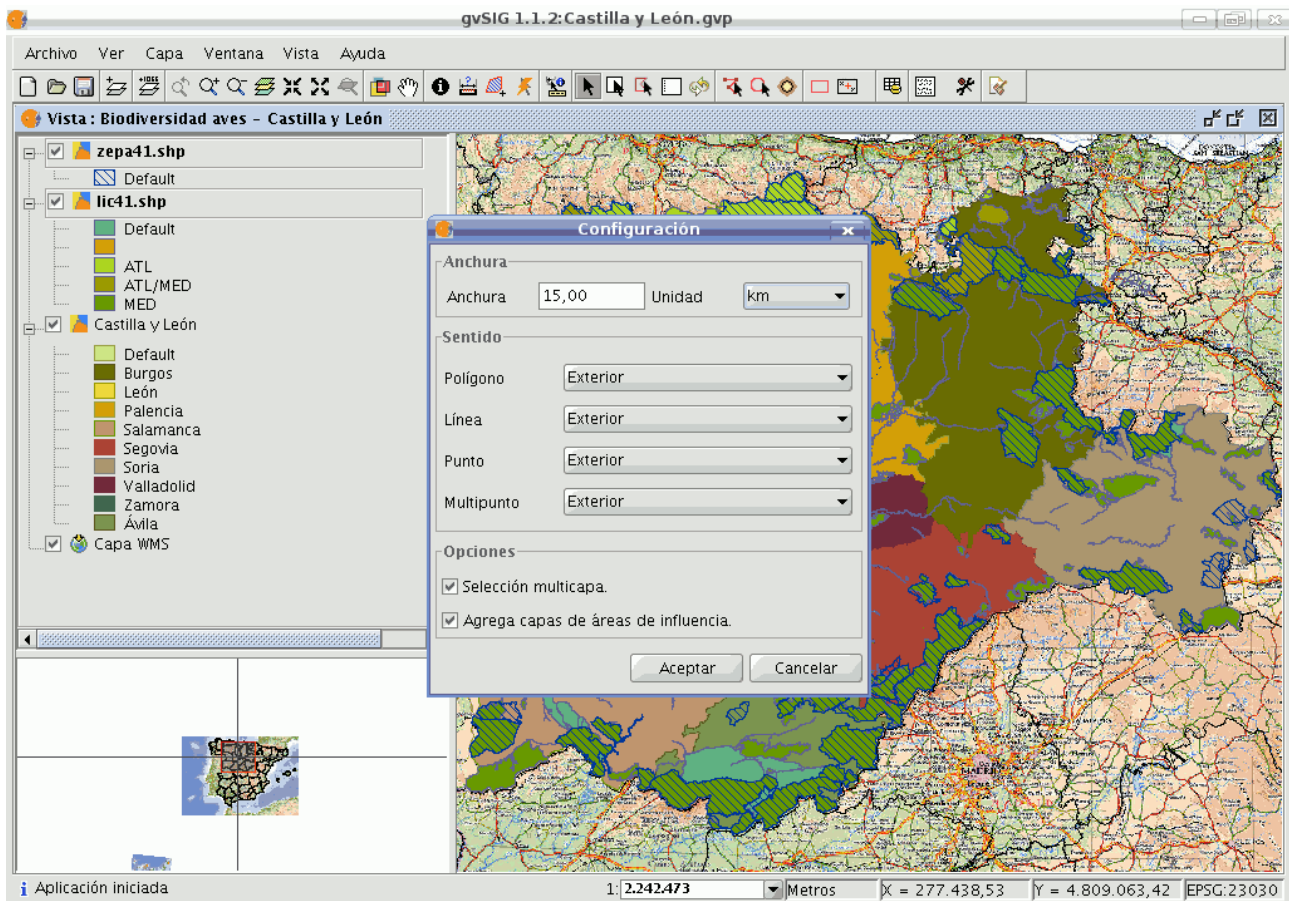 gvSIG 1.1.2:Castilla y León.gvp
Archivo Ver Capa Ventana Vista Ayuda
Vista : Biodiversidad aves – Castilla y León
zepa41.shp
Default
lic41.shp
Default
ATL
ATL/MED
MED
Castilla y León
Default
Burgos
León
Palencia
Salamanca
Segovia
Soria
Valladolid
Zamora
Ávila
Capa WMS
Configuración
Anchura
Anchura 15,00 Unidad km
Sentido
Polígono Exterior
Línea Exterior
Punto Exterior
Multipunto Exterior
Opciones
Selección multicapa.
Agrega capas de áreas de influencia.
Aceptar Cancelar
MADRID
Aplicación iniciada 1: 2.242.473 Metros X = 277.438,53 Y = 4.809.063,42 EPSG:23030